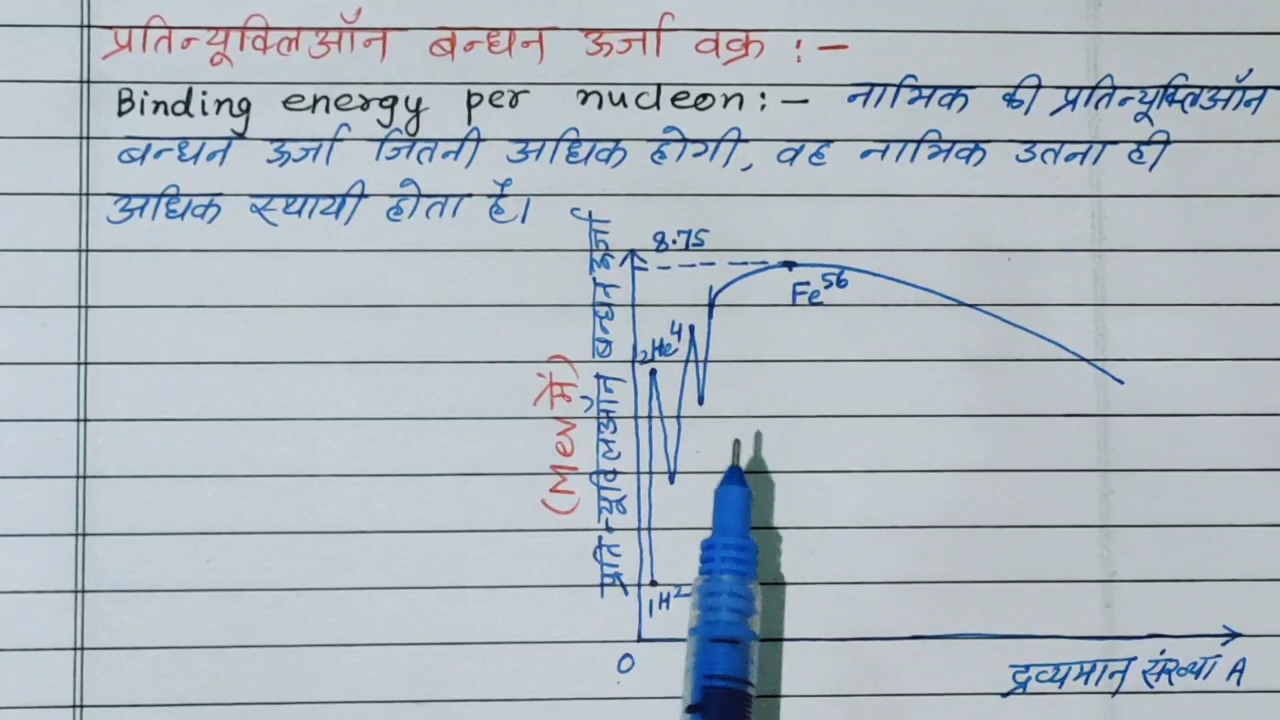 प्रतिन्यूक्लिऑन बन्धन ऊर्जा वक्र :-
Binding energy per nucleon:- नाभिक की प्रतिन्यूक्लिऑन
बन्धन ऊर्जा जितनी अधिक होगी, वह नाभिक उतना ही
अधिक स्थायी होता है।
8.75
Fe⁵⁶
₂He⁴
प्रति न्यूक्लिऑन बन्धन ऊर्जा
(Mev में)
₁H²
0
द्रव्यमान संख्या A